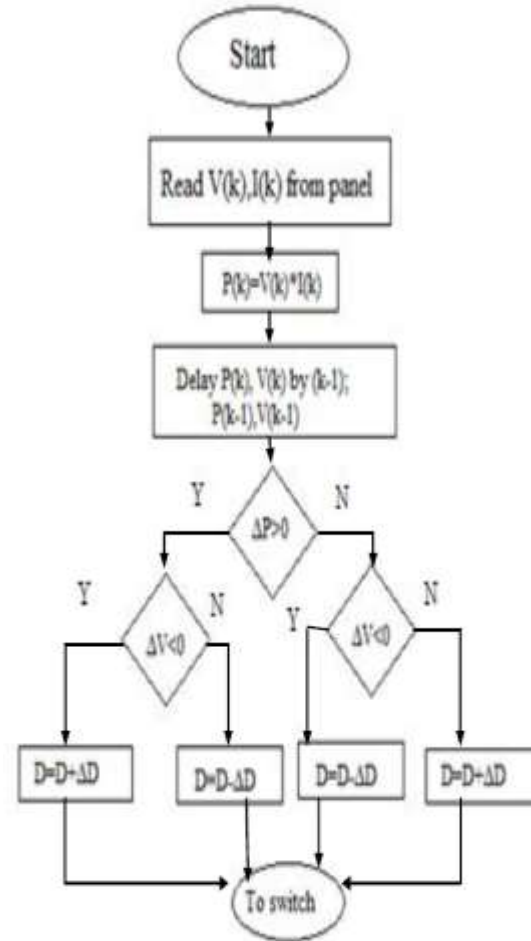 Start
Read V(k),I(k) from panel
P(k)=V(k)*I(k)
Delay P(k), V(k) by (k-1);
P(k-1),V(k-1)
Y
N
ΔP>0
Y
N
Y
N
ΔV<0
ΔV<0
D=D+ΔD
D=D-ΔD
D=D-ΔD
D=D+ΔD
To switch